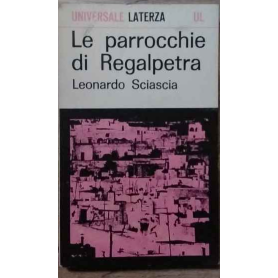 UNIVERSALE LATERZA UL
Le parrocchie
di Regalpetra
Leonardo Sciascia